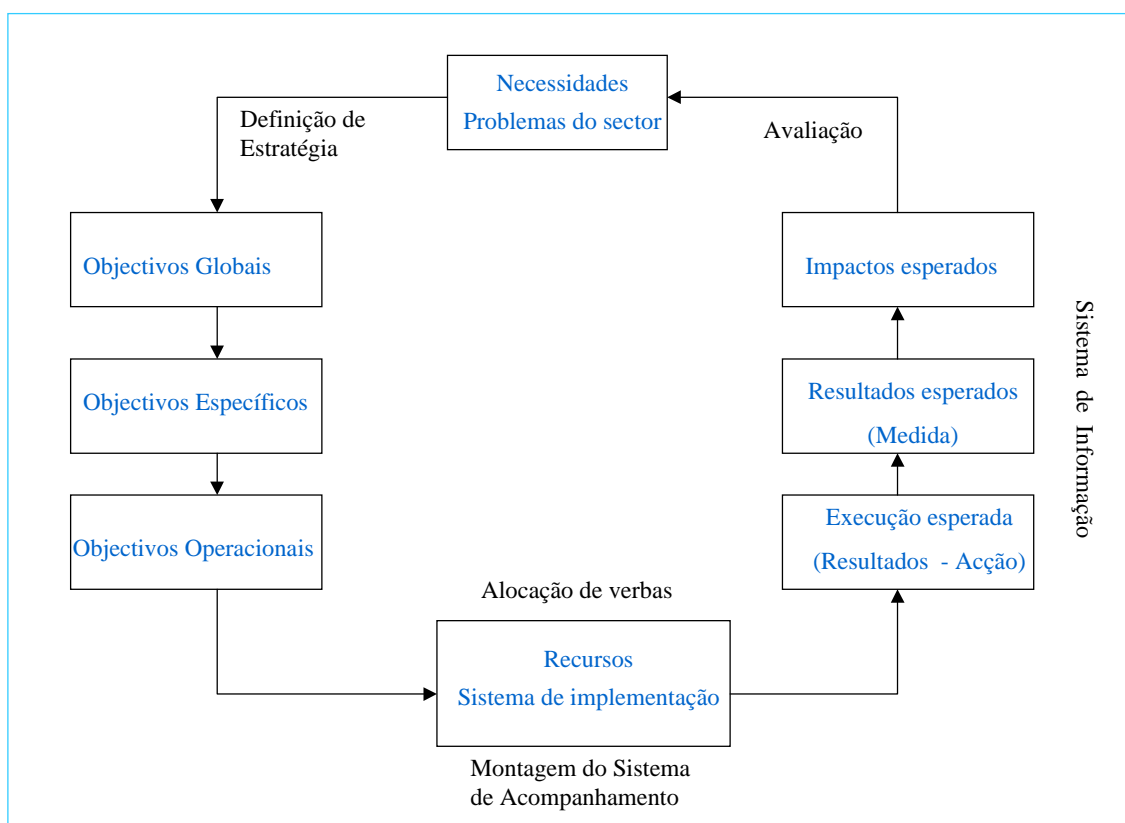 Necessidades
Problemas do sector
Definição de
Estratégia
Avaliação
Objectivos Globais
Impactos esperados
Objectivos Específicos
Resultados esperados
(Medida)
Sistema de Informação
Objectivos Operacionais
Execução esperada
(Resultados - Acção)
Alocação de verbas
Recursos
Sistema de implementação
Montagem do Sistema
de Acompanhamento